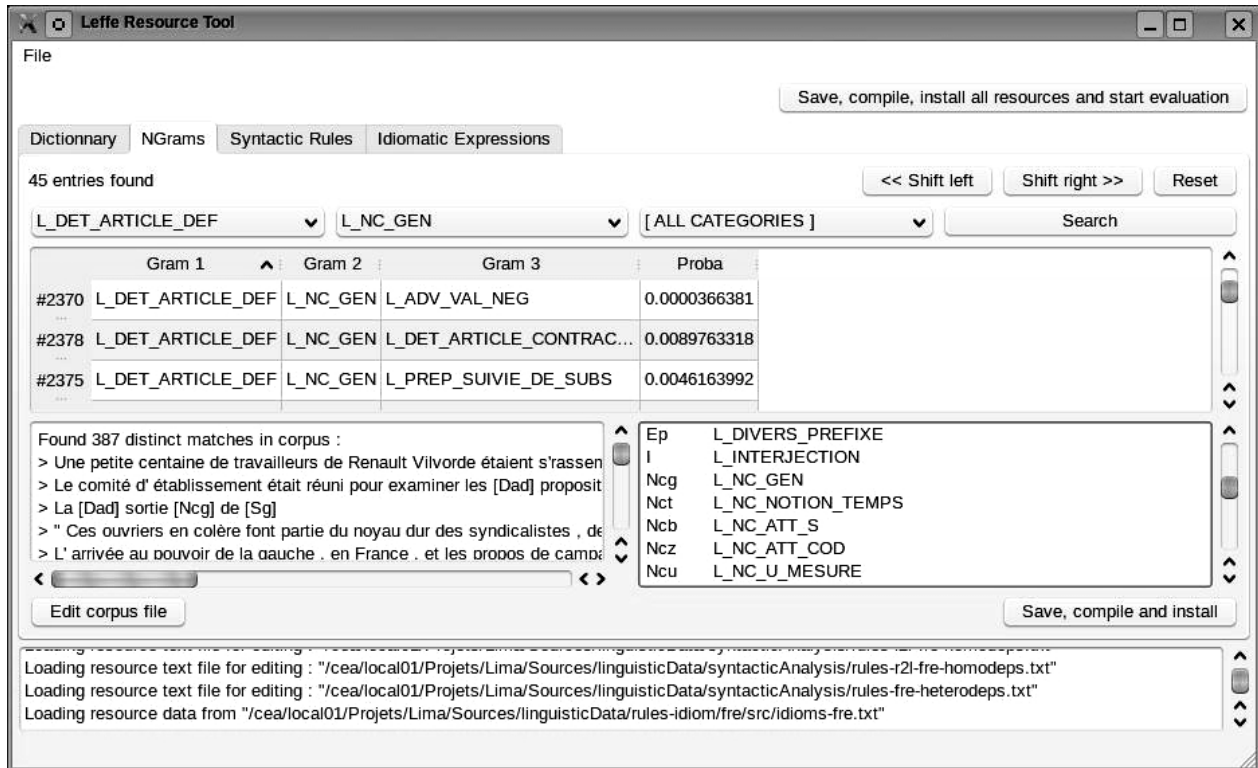 Leffe Resource Tool
File
Save, compile, install all resources and start evaluation
Dictionnary NGrams Syntactic Rules Idiomatic Expressions
45 entries found << Shift left Shift right >> Reset
L_DET_ARTICLE_DEF L_NC_GEN [ ALL CATEGORIES ] Search
Gram 1 Gram 2 Gram 3 Proba
#2370 L_DET_ARTICLE_DEF L_NC_GEN L_ADV_VAL_NEG 0.0000366381
...
#2378 L_DET_ARTICLE_DEF L_NC_GEN L_DET_ARTICLE_CONTRAC... 0.0089763318
...
#2375 L_DET_ARTICLE_DEF L_NC_GEN L_PREP_SUIVIE_DE_SUBS 0.0046163992
...
Found 387 distinct matches in corpus :
> Une petite centaine de travailleurs de Renault Vilvorde étaient s'rassen
> Le comité d' établissement était réuni pour examiner les [Dad] proposit
> La [Dad] sortie [Ncg] de [Sg]
> " Ces ouvriers en colère font partie du noyau dur des syndicalistes , de
> L' arrivée au pouvoir de la gauche , en France , et les propos de campa
Ep L_DIVERS_PREFIXE
I L_INTERJECTION
Ncg L_NC_GEN
Nct L_NC_NOTION_TEMPS
Ncb L_NC_ATT_S
Ncz L_NC_ATT_COD
Ncu L_NC_U_MESURE
Edit corpus file Save, compile and install
Loading resource text file for editing : "/cea/local01/Projets/Lima/Sources/linguisticData/syntacticAnalysis/rules-r2l-fre-homodeps.txt"
Loading resource text file for editing : "/cea/local01/Projets/Lima/Sources/linguisticData/syntacticAnalysis/rules-fre-heterodeps.txt"
Loading resource data from "/cea/local01/Projets/Lima/Sources/linguisticData/rules-idiom/fre/src/idioms-fre.txt"